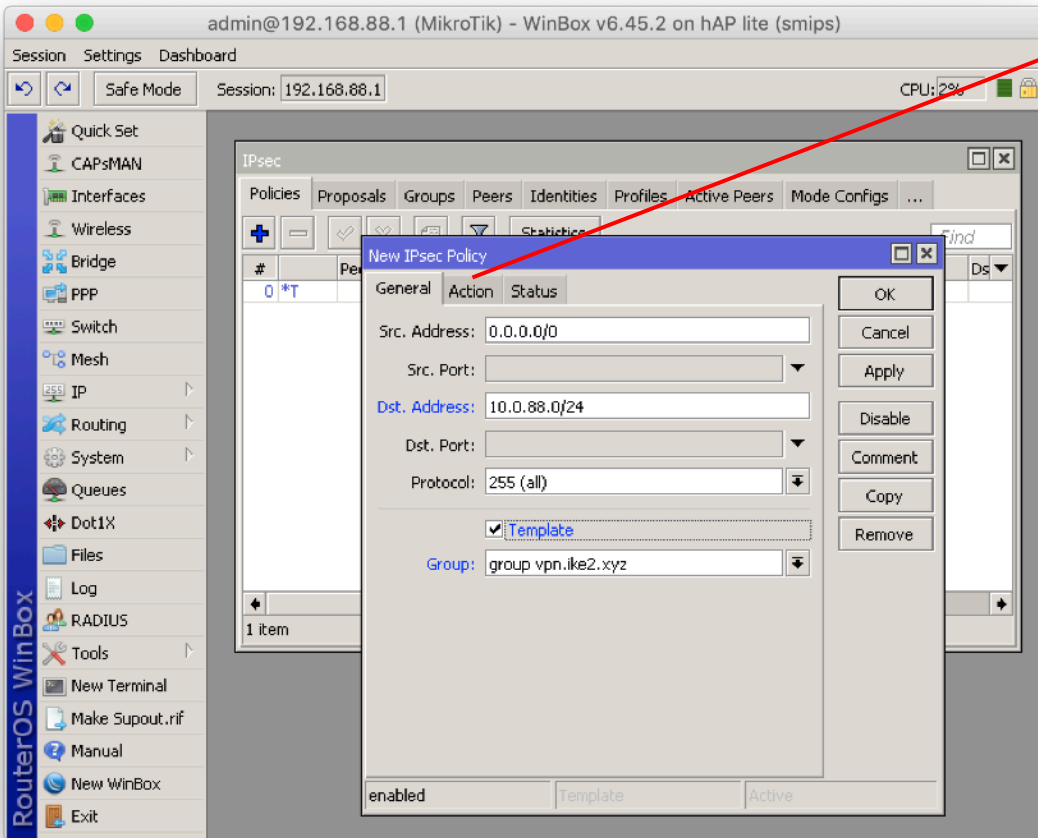 admin@192.168.88.1 (MikroTik) - WinBox v6.45.2 on hAP lite (smips)
Session Settings Dashboard
Safe Mode Session: 192.168.88.1 CPU: 2%
Quick Set
CAPsMAN
Interfaces
Wireless
Bridge
PPP
Switch
Mesh
IP
Routing
System
Queues
Dot1X
Files
Log
RADIUS
Tools
New Terminal
Make Supout.rif
Manual
New WinBox
Exit
RouterOS WinBox
IPsec
Policies Proposals Groups Peers Identities Profiles Active Peers Mode Configs ...
Statistics Find
# Pe Ds
0 *T
1 item
New IPsec Policy
General Action Status
Src. Address: 0.0.0.0/0
Src. Port:
Dst. Address: 10.0.88.0/24
Dst. Port:
Protocol: 255 (all)
Template
Group: group vpn.ike2.xyz
OK
Cancel
Apply
Disable
Comment
Copy
Remove
enabled Template Active